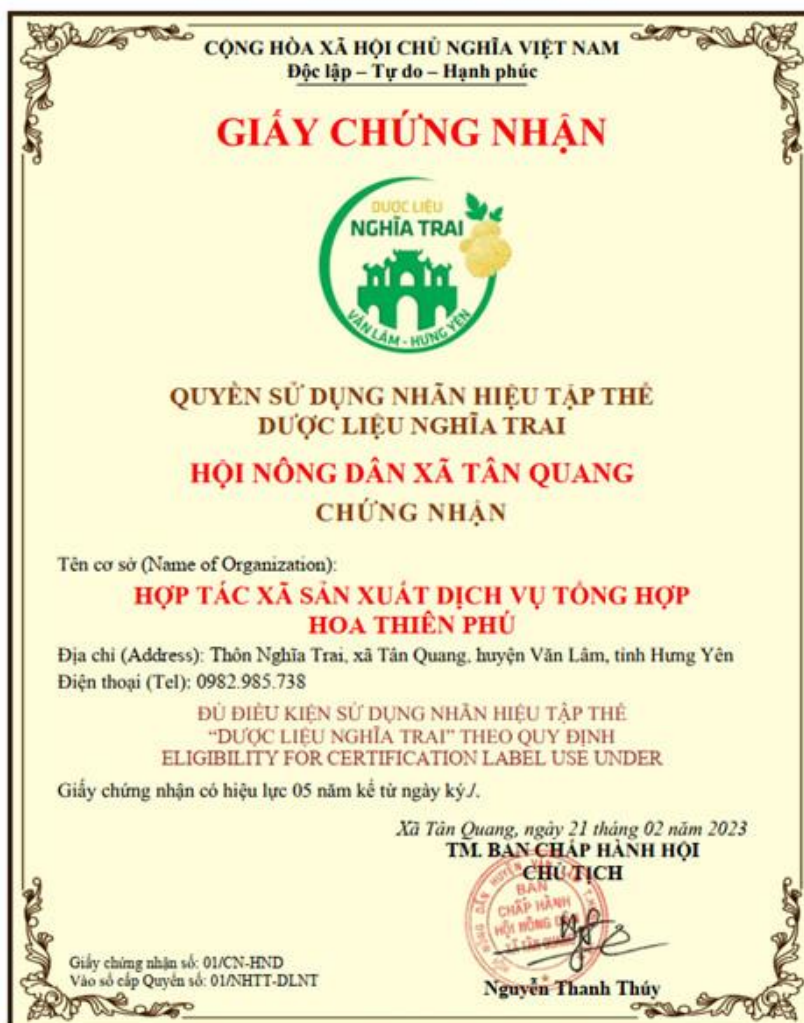 CỘNG HÒA XÃ HỘI CHỦ NGHĨA VIỆT NAM
Độc lập – Tự do – Hạnh phúc
GIẤY CHỨNG NHẬN
DƯỢC LIỆU
NGHĨA TRAI
VĂN LÂM - HƯNG YÊN
QUYỀN SỬ DỤNG NHÃN HIỆU TẬP THỂ
DƯỢC LIỆU NGHĨA TRAI
HỘI NÔNG DÂN XÃ TÂN QUANG
CHỨNG NHẬN
Tên cơ sở (Name of Organization):
HỢP TÁC XÃ SẢN XUẤT DỊCH VỤ TỔNG HỢP
HOA THIÊN PHÚ
Địa chỉ (Address): Thôn Nghĩa Trai, xã Tân Quang, huyện Văn Lâm, tỉnh Hưng Yên
Điện thoại (Tel): 0982.985.738
ĐỦ ĐIỀU KIỆN SỬ DỤNG NHÃN HIỆU TẬP THỂ
“DƯỢC LIỆU NGHĨA TRAI” THEO QUY ĐỊNH
ELIGIBILITY FOR CERTIFICATION LABEL USE UNDER
Giấy chứng nhận có hiệu lực 05 năm kể từ ngày ký./.
Xã Tân Quang, ngày 21 tháng 02 năm 2023
TM. BAN CHẤP HÀNH HỘI
CHỦ TỊCH
BAN
CHẤP HÀNH
HỘI NÔNG DÂN
XÃ TÂN QUANG
Nguyễn Thanh Thúy
Giấy chứng nhận số: 01/CN-HND
Vào sổ cấp Quyển số: 01/NHTT-DLNT